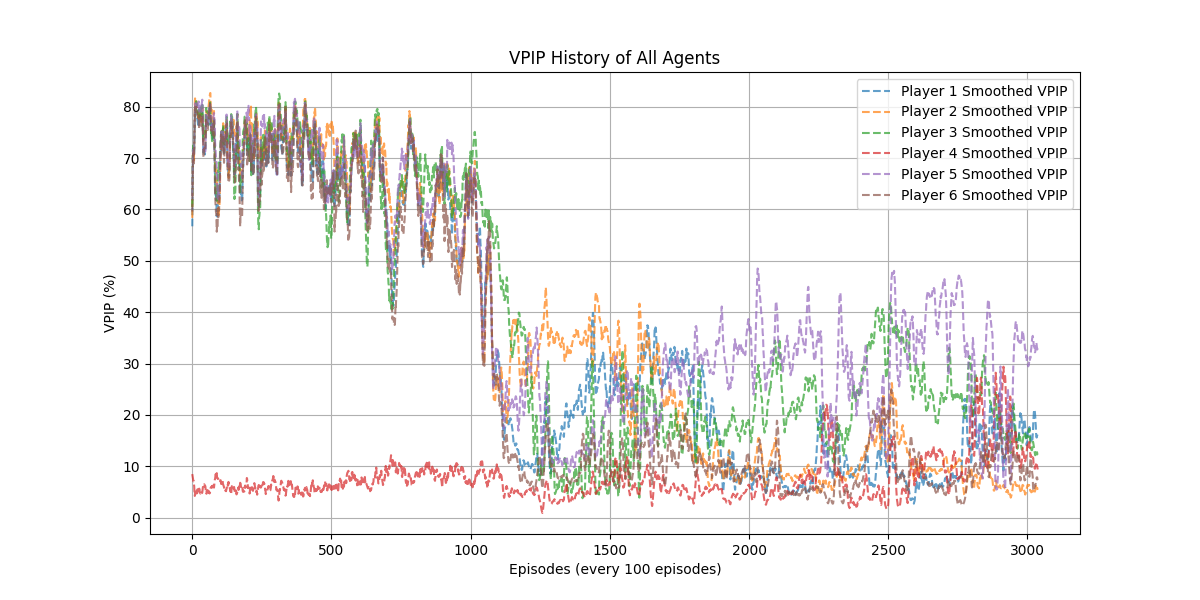 VPIP History of All Agents
Player 1 Smoothed VPIP
Player 2 Smoothed VPIP
Player 3 Smoothed VPIP
Player 4 Smoothed VPIP
Player 5 Smoothed VPIP
Player 6 Smoothed VPIP
VPIP (%)
80
70
60
50
40
30
20
10
0
0 500 1000 1500 2000 2500 3000
Episodes (every 100 episodes)